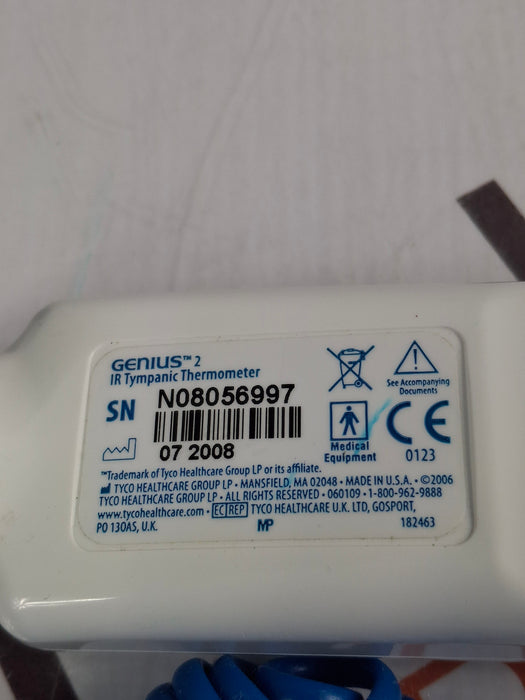 GENIUS™ 2
IR Tympanic Thermometer
SN N08056997
07 2008
See Accompanying
Documents
Medical
Equipment
CE
0123
™Trademark of Tyco Healthcare Group LP or its affiliate.
TYCO HEALTHCARE GROUP LP • MANSFIELD, MA 02048 • MADE IN U.S.A. • ©2006
TYCO HEALTHCARE GROUP LP • ALL RIGHTS RESERVED • 060109 • 1-800-962-9888
www.tycohealthcare.com • EC REP TYCO HEALTHCARE U.K. LTD, GOSPORT,
PO 130AS, U.K. MP 182463